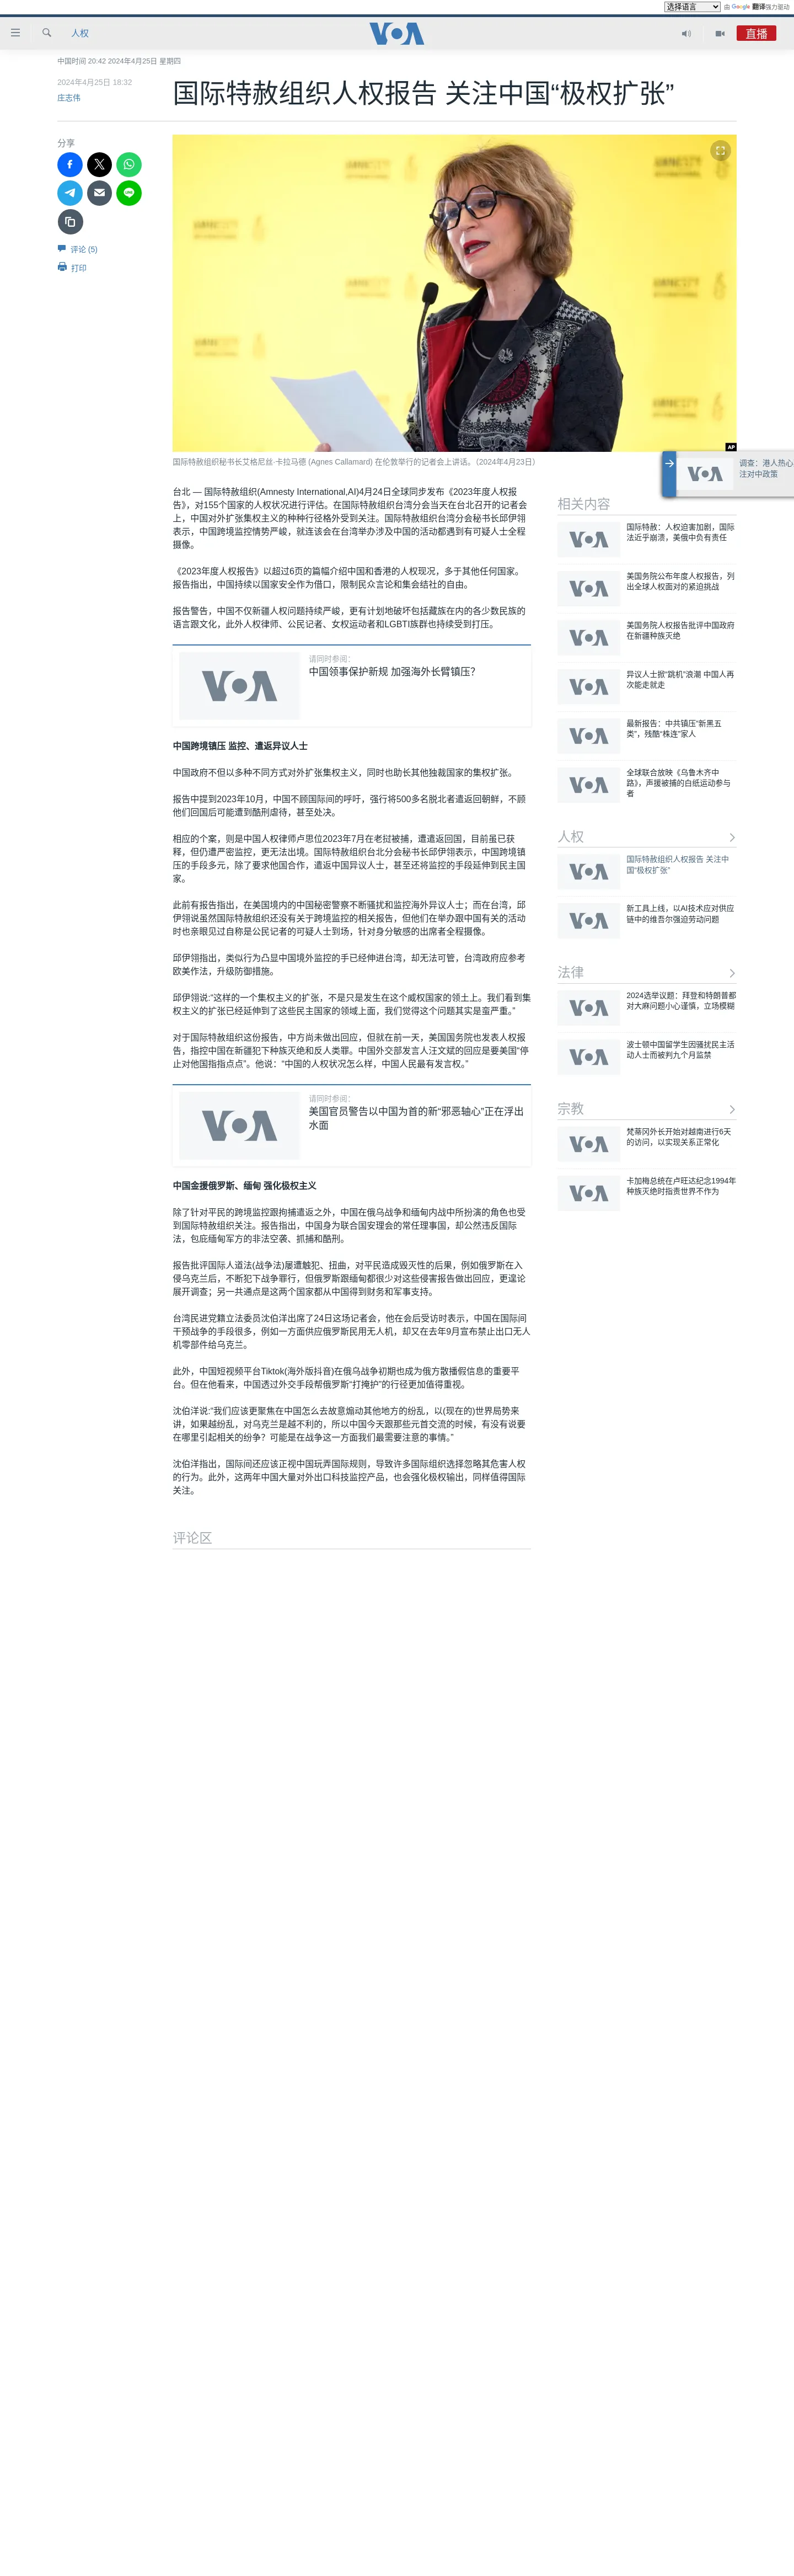 选择语言
由 Google 翻译强力驱动
人权
VOA
直播
中国时间 20:42 2024年4月25日 星期四
2024年4月25日 18:32
庄志伟
国际特赦组织人权报告 关注中国“极权扩张”
分享
评论 (5)
打印
AP
国际特赦组织秘书长艾格尼丝·卡拉马德 (Agnes Callamard) 在伦敦举行的记者会上讲话。（2024年4月23日）
调查：港人热心
注对中政策
台北 — 国际特赦组织(Amnesty International,AI)4月24日全球同步发布《2023年度人权报
告》，对155个国家的人权状况进行评估。在国际特赦组织台湾分会当天在台北召开的记者会
上，中国对外扩张集权主义的种种行径格外受到关注。国际特赦组织台湾分会秘书长邱伊翎
表示，中国跨境监控情势严峻，就连该会在台湾举办涉及中国的活动都遇到有可疑人士全程
摄像。
《2023年度人权报告》以超过6页的篇幅介绍中国和香港的人权现况，多于其他任何国家。
报告指出，中国持续以国家安全作为借口，限制民众言论和集会结社的自由。
报告警告，中国不仅新疆人权问题持续严峻，更有计划地破坏包括藏族在内的各少数民族的
语言跟文化，此外人权律师、公民记者、女权运动者和LGBTI族群也持续受到打压。
VOA
请同时参阅：
中国领事保护新规 加强海外长臂镇压？
中国跨境镇压 监控、遣返异议人士
中国政府不但以多种不同方式对外扩张集权主义，同时也助长其他独裁国家的集权扩张。
报告中提到2023年10月，中国不顾国际间的呼吁，强行将500多名脱北者遣返回朝鲜，不顾
他们回国后可能遭到酷刑虐待，甚至处决。
相应的个案，则是中国人权律师卢思位2023年7月在老挝被捕，遭遣返回国，目前虽已获
释，但仍遭严密监控，更无法出境。国际特赦组织台北分会秘书长邱伊翎表示，中国跨境镇
压的手段多元，除了要求他国合作，遣返中国异议人士，甚至还将监控的手段延伸到民主国
家。
此前有报告指出，在美国境内的中国秘密警察不断骚扰和监控海外异议人士；而在台湾，邱
伊翎说虽然国际特赦组织还没有关于跨境监控的相关报告，但他们在举办跟中国有关的活动
时也亲眼见过自称是公民记者的可疑人士到场，针对身分敏感的出席者全程摄像。
邱伊翎指出，类似行为凸显中国境外监控的手已经伸进台湾，却无法可管，台湾政府应参考
欧美作法，升级防御措施。
邱伊翎说:“这样的一个集权主义的扩张，不是只是发生在这个威权国家的领土上。我们看到集
权主义的扩张已经延伸到了这些民主国家的领域上面，我们觉得这个问题其实是蛮严重。”
对于国际特赦组织这份报告，中方尚未做出回应，但就在前一天，美国国务院也发表人权报
告，指控中国在新疆犯下种族灭绝和反人类罪。中国外交部发言人汪文斌的回应是要美国“停
止对他国指指点点”。他说：“中国的人权状况怎么样，中国人民最有发言权。”
VOA
请同时参阅：
美国官员警告以中国为首的新“邪恶轴心”正在浮出
水面
中国金援俄罗斯、缅甸 强化极权主义
除了针对平民的跨境监控跟拘捕遣返之外，中国在俄乌战争和缅甸内战中所扮演的角色也受
到国际特赦组织关注。报告指出，中国身为联合国安理会的常任理事国，却公然违反国际
法，包庇缅甸军方的非法空袭、抓捕和酷刑。
报告批评国际人道法(战争法)屡遭触犯、扭曲，对平民造成毁灭性的后果，例如俄罗斯在入
侵乌克兰后，不断犯下战争罪行，但俄罗斯跟缅甸都很少对这些侵害报告做出回应，更遑论
展开调查；另一共通点是这两个国家都从中国得到财务和军事支持。
台湾民进党籍立法委员沈伯洋出席了24日这场记者会，他在会后受访时表示，中国在国际间
干预战争的手段很多，例如一方面供应俄罗斯民用无人机，却又在去年9月宣布禁止出口无人
机零部件给乌克兰。
此外，中国短视频平台Tiktok(海外版抖音)在俄乌战争初期也成为俄方散播假信息的重要平
台。但在他看来，中国透过外交手段帮俄罗斯“打掩护”的行径更加值得重视。
沈伯洋说:“我们应该更聚焦在中国怎么去故意煽动其他地方的纷乱，以(现在的)世界局势来
讲，如果越纷乱，对乌克兰是越不利的，所以中国今天跟那些元首交流的时候，有没有说要
在哪里引起相关的纷争？可能是在战争这一方面我们最需要注意的事情。”
沈伯洋指出，国际间还应该正视中国玩弄国际规则，导致许多国际组织选择忽略其危害人权
的行为。此外，这两年中国大量对外出口科技监控产品，也会强化极权输出，同样值得国际
关注。
评论区
相关内容
国际特赦：人权迫害加剧，国际
法近乎崩溃，美俄中负有责任
美国务院公布年度人权报告，列
出全球人权面对的紧迫挑战
美国务院人权报告批评中国政府
在新疆种族灭绝
异议人士掀“跳机”浪潮 中国人再
次能走就走
最新报告：中共镇压“新黑五
类”，残酷“株连”家人
全球联合放映《乌鲁木齐中
路》，声援被捕的白纸运动参与
者
人权
国际特赦组织人权报告 关注中
国“极权扩张”
新工具上线，以AI技术应对供应
链中的维吾尔强迫劳动问题
法律
2024选举议题：拜登和特朗普都
对大麻问题小心谨慎，立场模糊
波士顿中国留学生因骚扰民主活
动人士而被判九个月监禁
宗教
梵蒂冈外长开始对越南进行6天
的访问，以实现关系正常化
卡加梅总统在卢旺达纪念1994年
种族灭绝时指责世界不作为